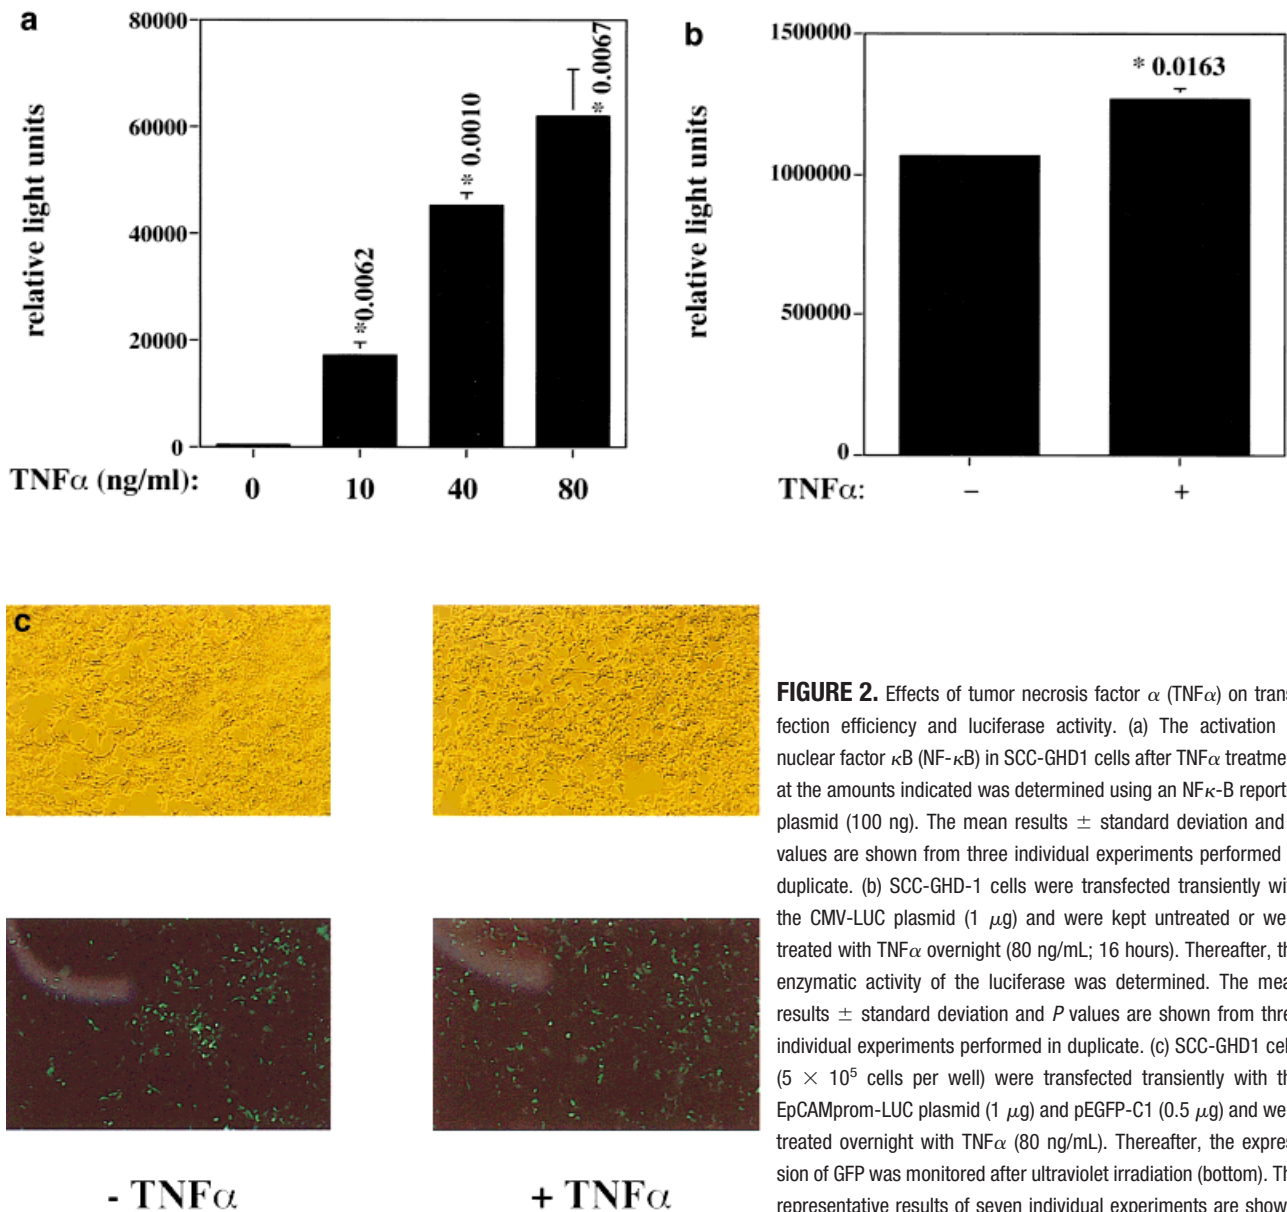 a
80000
60000
40000
20000
0
relative light units
*0.0062
* 0.0010
* 0.0067
TNFα (ng/ml): 0 10 40 80
b
1500000
1000000
500000
0
relative light units
* 0.0163
TNFα: − +
c
- TNFα
+ TNFα
FIGURE 2. Effects of tumor necrosis factor α (TNFα) on trans
fection efficiency and luciferase activity. (a) The activation
nuclear factor κB (NF-κB) in SCC-GHD1 cells after TNFα treatme
at the amounts indicated was determined using an NFκ-B report
plasmid (100 ng). The mean results ± standard deviation and
values are shown from three individual experiments performed
duplicate. (b) SCC-GHD-1 cells were transfected transiently wi
the CMV-LUC plasmid (1 μg) and were kept untreated or we
treated with TNFα overnight (80 ng/mL; 16 hours). Thereafter, th
enzymatic activity of the luciferase was determined. The mea
results ± standard deviation and P values are shown from thre
individual experiments performed in duplicate. (c) SCC-GHD1 cel
(5 × 10⁵ cells per well) were transfected transiently with th
EpCAMprom-LUC plasmid (1 μg) and pEGFP-C1 (0.5 μg) and we
treated overnight with TNFα (80 ng/mL). Thereafter, the expres
sion of GFP was monitored after ultraviolet irradiation (bottom). Th
representative results of seven individual experiments are show